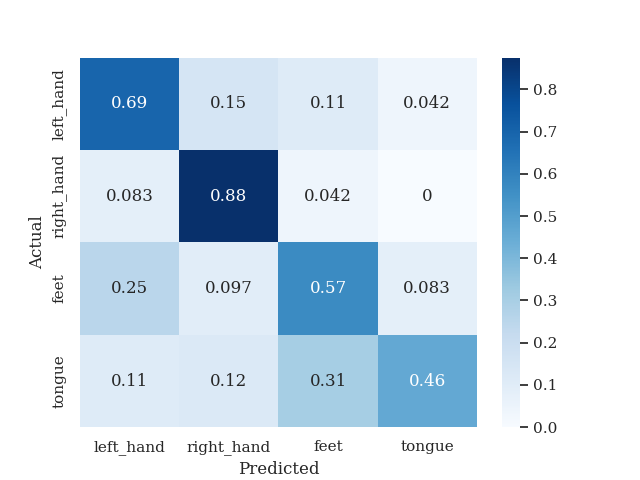 left_hand 0.69 0.15 0.11 0.042
right_hand 0.083 0.88 0.042 0
feet 0.25 0.097 0.57 0.083
tongue 0.11 0.12 0.31 0.46
left_hand right_hand feet tongue
Predicted
Actual
0.8
0.7
0.6
0.5
0.4
0.3
0.2
0.1
0.0